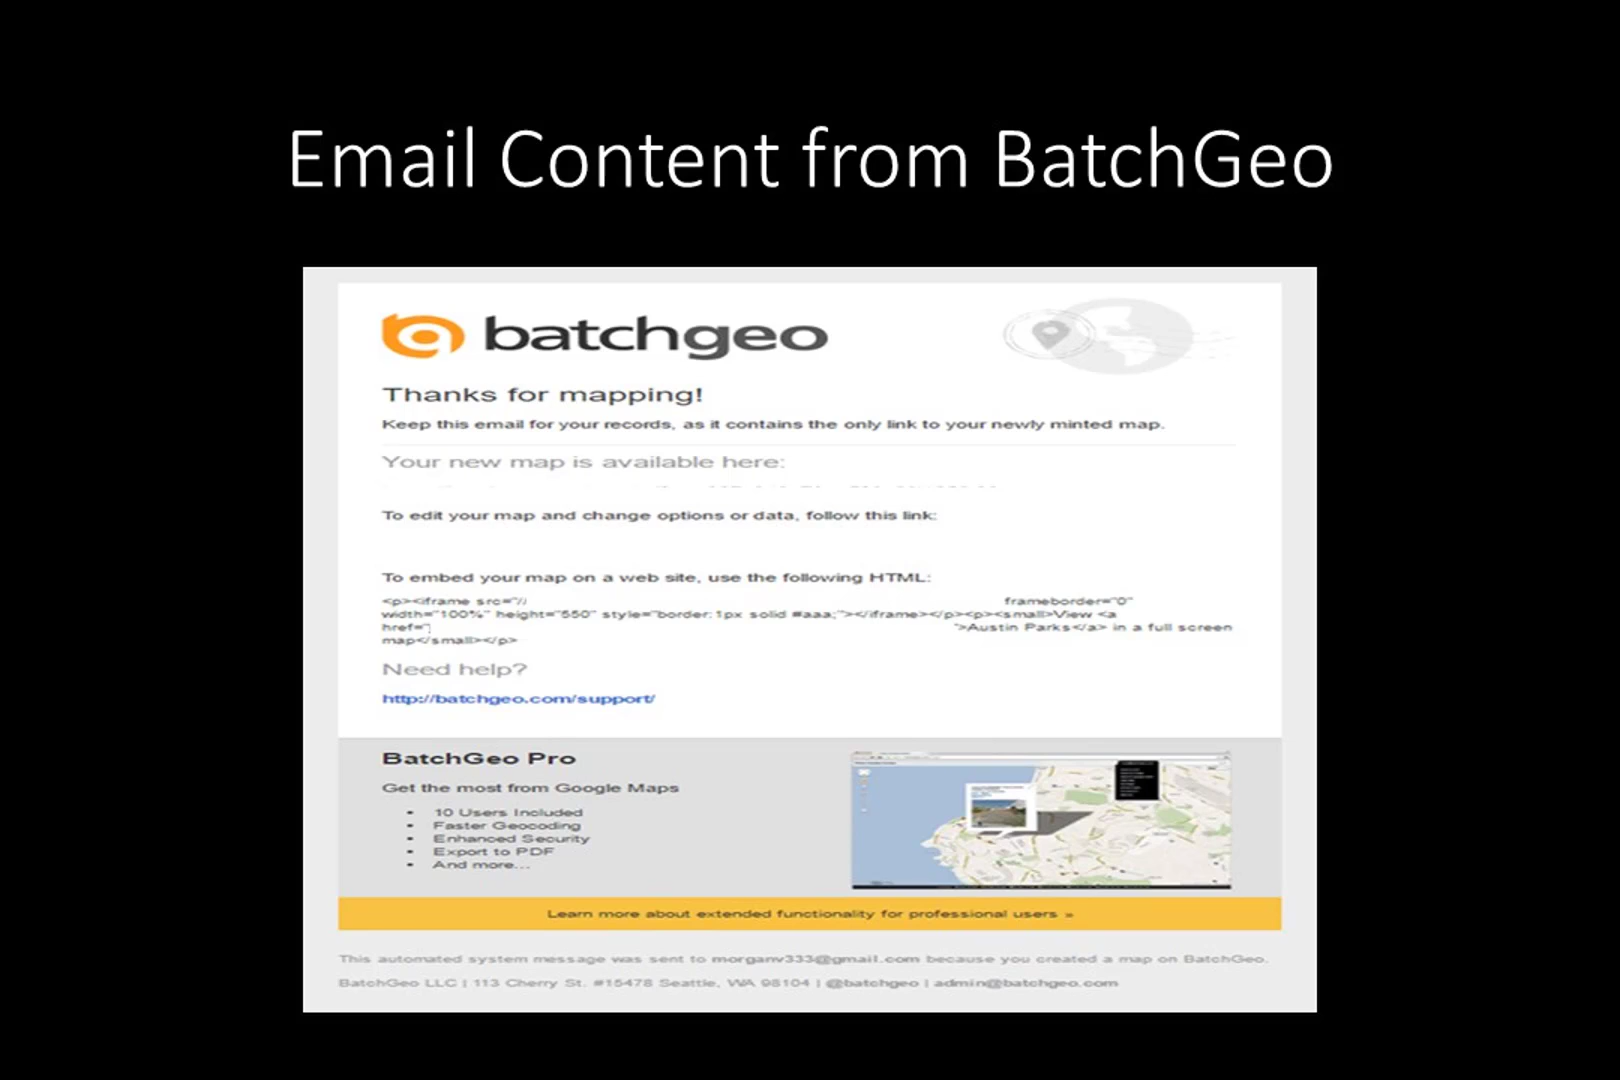 Email Content from BatchGeo
batchgeo
Thanks for mapping!
Keep this email for your records, as it contains the only link to your newly minted map.
Your new map is available here:
To edit your map and change options or data, follow this link:
To embed your map on a web site, use the following HTML:
<p><iframe src="// frameborder="0"
width="100%" height="550" style="border:1px solid #aaa;"></iframe></p><p><small>View <a
href=" ">Austin Parks</a> in a full screen
map</small></p>
Need help?
http://batchgeo.com/support/
BatchGeo Pro
Get the most from Google Maps
• 10 Users Included
• Faster Geocoding
• Enhanced Security
• Export to PDF
• And more...
Learn more about extended functionality for professional users »
This automated system message was sent to morganv333@gmail.com because you created a map on BatchGeo.
BatchGeo LLC | 113 Cherry St. #15478 Seattle, WA 98104 | @batchgeo | admin@batchgeo.com